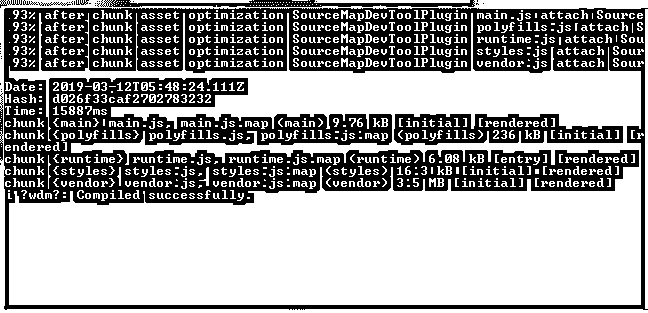 93% after chunk asset optimization SourceMapDevToolPlugin main.js attach Source
93% after chunk asset optimization SourceMapDevToolPlugin polyfills.js attach S
93% after chunk asset optimization SourceMapDevToolPlugin runtime.js attach Sou
93% after chunk asset optimization SourceMapDevToolPlugin styles.js attach Sour
93% after chunk asset optimization SourceMapDevToolPlugin vendor.js attach Sour
Date: 2019-03-12T05:48:24.111Z
Hash: d026f33caf2702783232
Time: 15887ms
chunk {main} main.js, main.js.map (main) 9.76 kB [initial] [rendered]
chunk {polyfills} polyfills.js, polyfills.js.map (polyfills) 236 kB [initial] [r
endered]
chunk {runtime} runtime.js, runtime.js.map (runtime) 6.08 kB [entry] [rendered]
chunk {styles} styles.js, styles.js.map (styles) 16.3 kB [initial] [rendered]
chunk {vendor} vendor.js, vendor.js.map (vendor) 3.5 MB [initial] [rendered]
i ?wdm?: Compiled successfully.